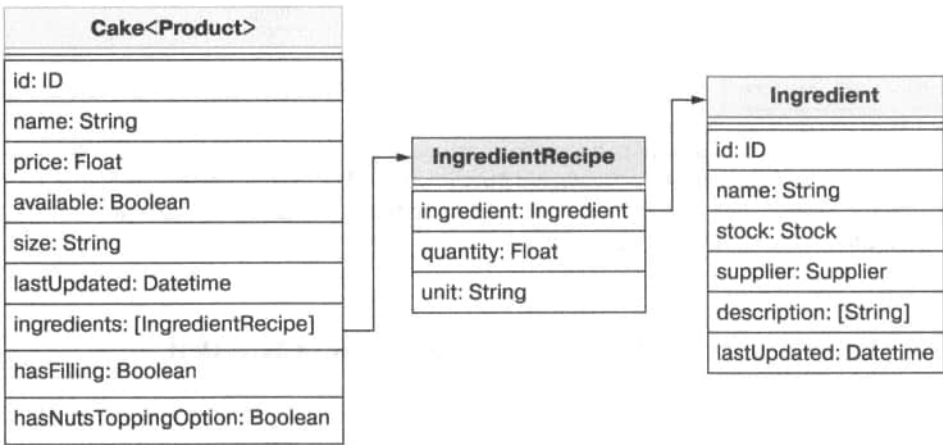 Cake<Product>
id: ID
name: String
price: Float
available: Boolean
size: String
lastUpdated: Datetime
ingredients: [IngredientRecipe]
hasFilling: Boolean
hasNutsToppingOption: Boolean
IngredientRecipe
ingredient: Ingredient
quantity: Float
unit: String
Ingredient
id: ID
name: String
stock: Stock
supplier: Supplier
description: [String]
lastUpdated: Datetime